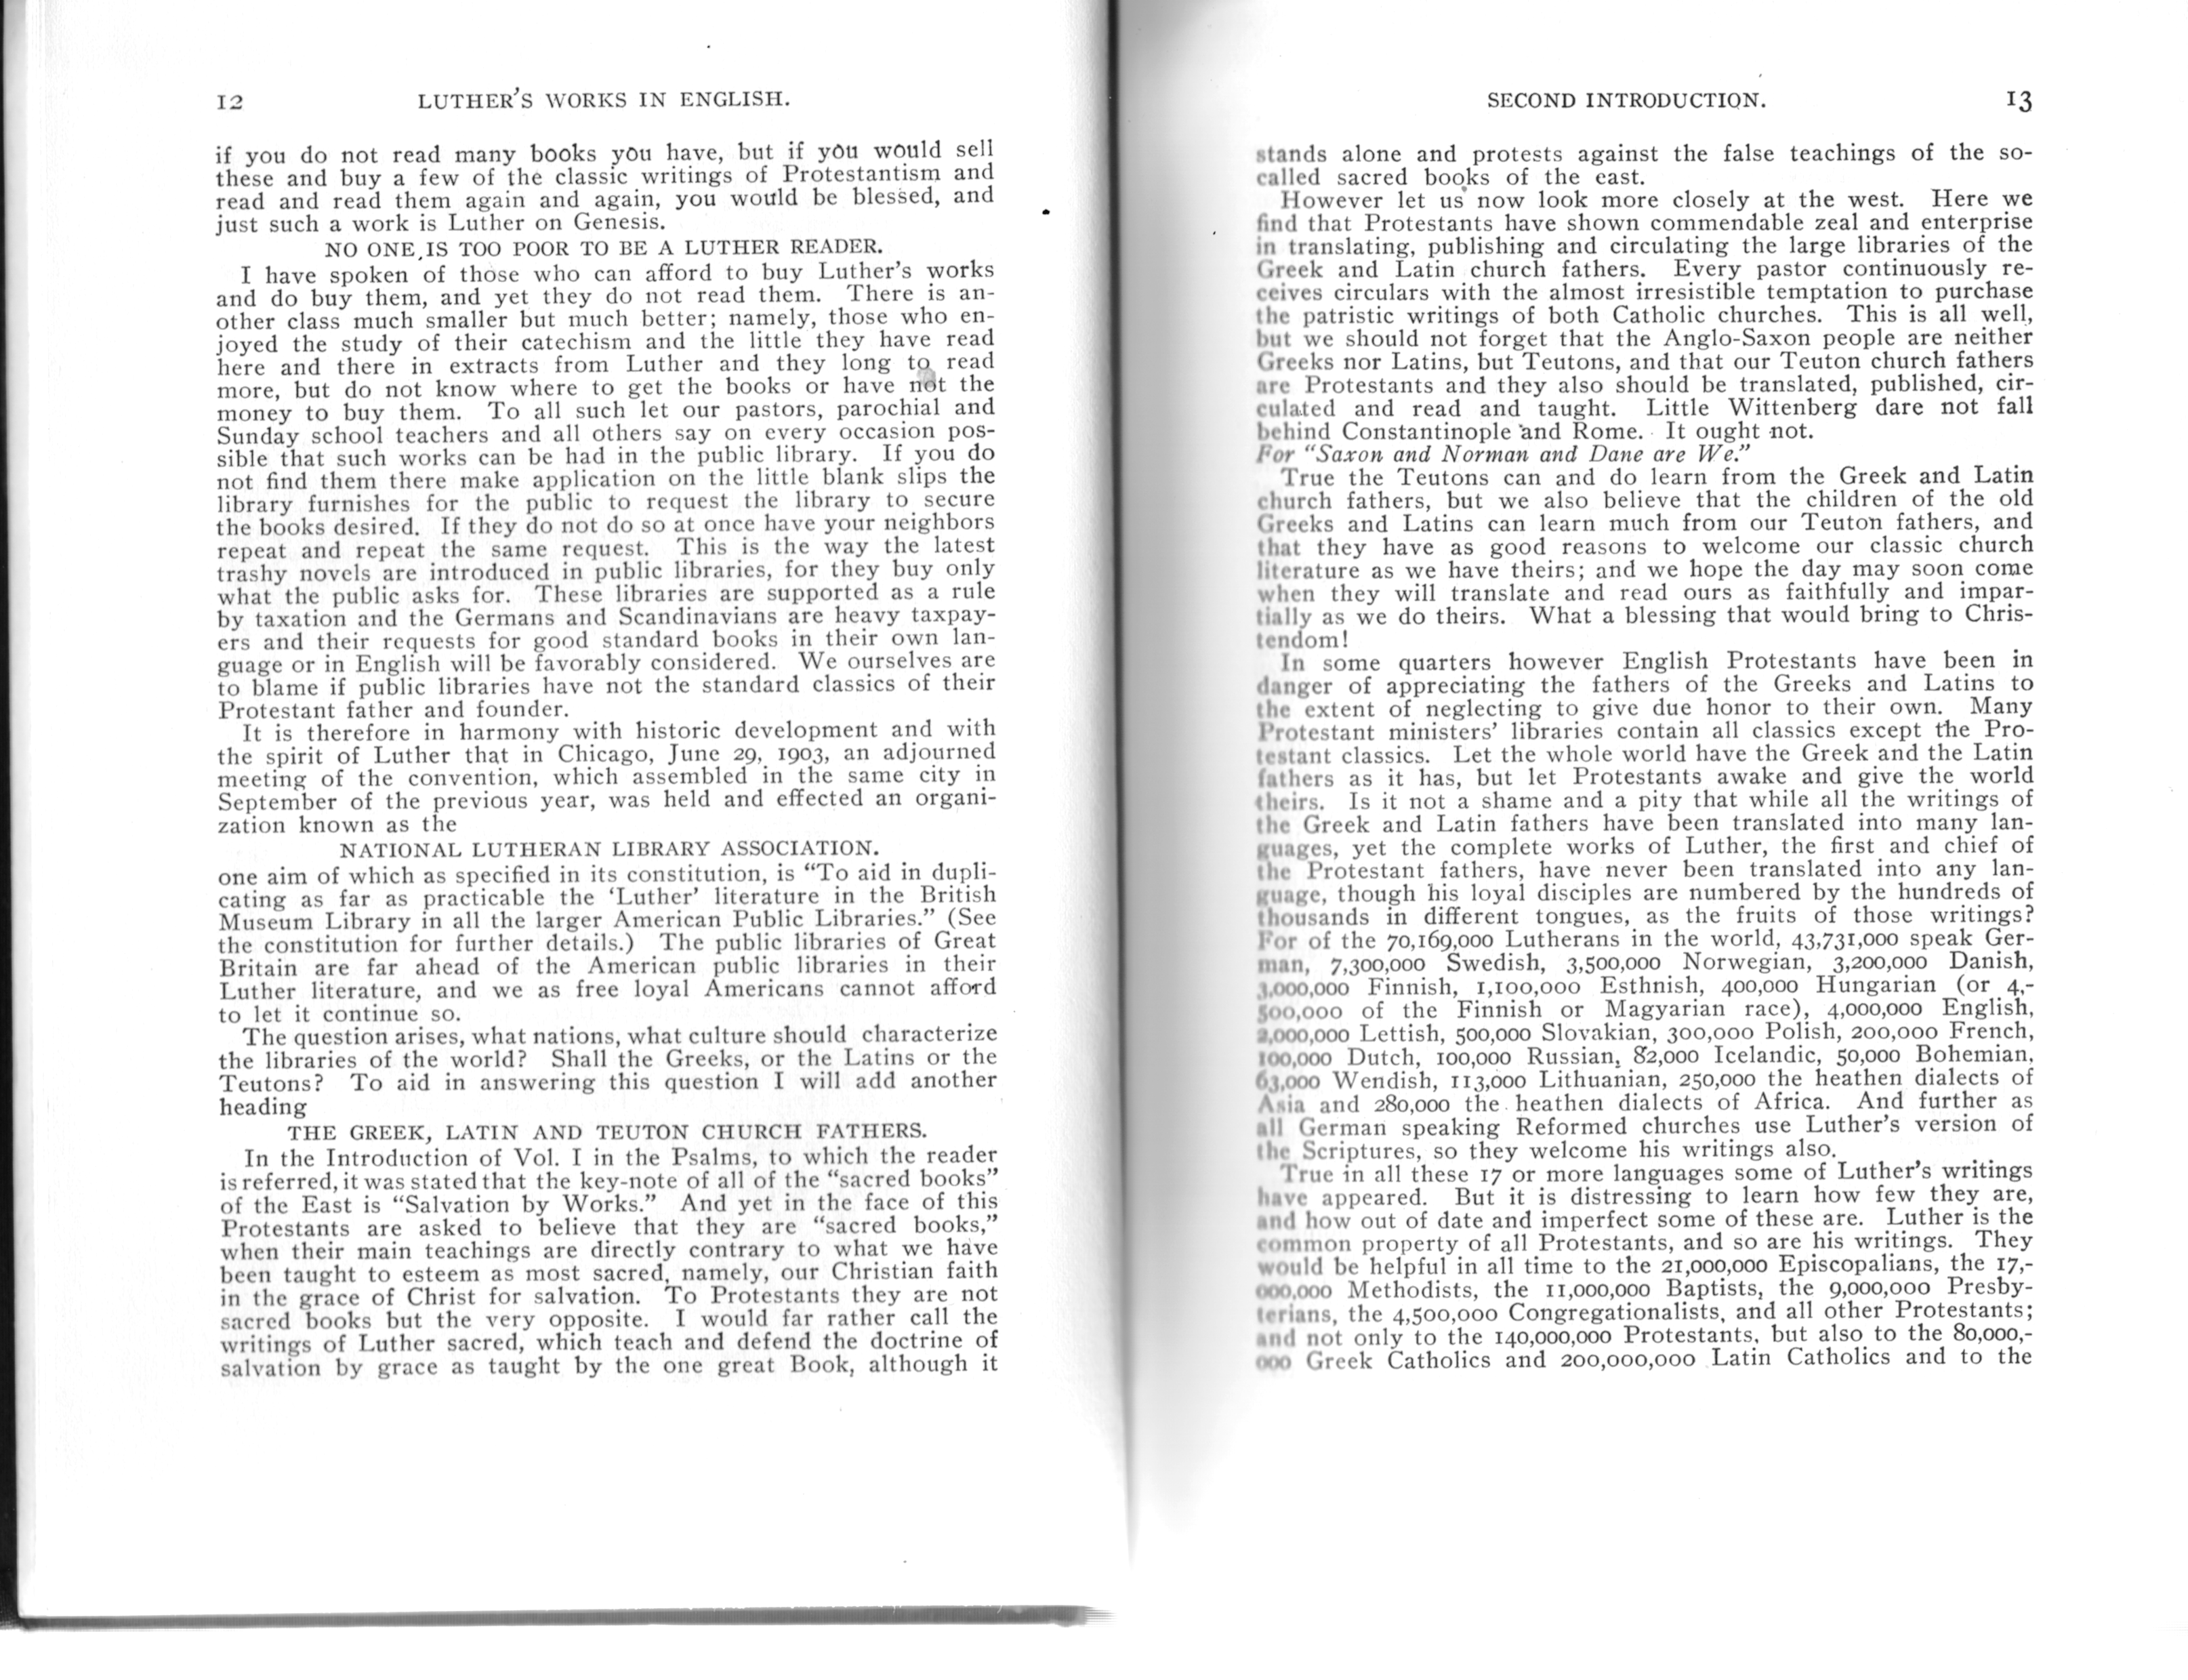 12 LUTHER'S WORKS IN ENGLISH.
if you do not read many books you have, but if you would sell
these and buy a few of the classic writings of Protestantism and
read and read them again and again, you would be blessed, and
just such a work is Luther on Genesis.
NO ONE IS TOO POOR TO BE A LUTHER READER.
I have spoken of those who can afford to buy Luther's works
and do buy them, and yet they do not read them. There is an-
other class much smaller but much better; namely, those who en-
joyed the study of their catechism and the little they have read
here and there in extracts from Luther and they long to read
more, but do not know where to get the books or have not the
money to buy them. To all such let our pastors, parochial and
Sunday school teachers and all others say on every occasion pos-
sible that such works can be had in the public library. If you do
not find them there make application on the little blank slips the
library furnishes for the public to request the library to secure
the books desired. If they do not do so at once have your neighbors
repeat and repeat the same request. This is the way the latest
trashy novels are introduced in public libraries, for they buy only
what the public asks for. These libraries are supported as a rule
by taxation and the Germans and Scandinavians are heavy taxpay-
ers and their requests for good standard books in their own lan-
guage or in English will be favorably considered. We ourselves are
to blame if public libraries have not the standard classics of their
Protestant father and founder.
It is therefore in harmony with historic development and with
the spirit of Luther that in Chicago, June 29, 1903, an adjourned
meeting of the convention, which assembled in the same city in
September of the previous year, was held and effected an organi-
zation known as the
NATIONAL LUTHERAN LIBRARY ASSOCIATION.
one aim of which as specified in its constitution, is "To aid in dupli-
cating as far as practicable the 'Luther' literature in the British
Museum Library in all the larger American Public Libraries." (See
the constitution for further details.) The public libraries of Great
Britain are far ahead of the American public libraries in their
Luther literature, and we as free loyal Americans cannot afford
to let it continue so.
The question arises, what nations, what culture should characterize
the libraries of the world? Shall the Greeks, or the Latins or the
Teutons? To aid in answering this question I will add another
heading
THE GREEK, LATIN AND TEUTON CHURCH FATHERS.
In the Introduction of Vol. I in the Psalms, to which the reader
is referred, it was stated that the key-note of all of the "sacred books"
of the East is "Salvation by Works." And yet in the face of this
Protestants are asked to believe that they are "sacred books,"
when their main teachings are directly contrary to what we have
been taught to esteem as most sacred, namely, our Christian faith
in the grace of Christ for salvation. To Protestants they are not
sacred books but the very opposite. I would far rather call the
writings of Luther sacred, which teach and defend the doctrine of
salvation by grace as taught by the one great Book, although it
SECOND INTRODUCTION. 13
stands alone and protests against the false teachings of the so-
called sacred books of the east.
However let us now look more closely at the west. Here we
find that Protestants have shown commendable zeal and enterprise
in translating, publishing and circulating the large libraries of the
Greek and Latin church fathers. Every pastor continuously re-
ceives circulars with the almost irresistible temptation to purchase
the patristic writings of both Catholic churches. This is all well,
but we should not forget that the Anglo-Saxon people are neither
Greeks nor Latins, but Teutons, and that our Teuton church fathers
are Protestants and they also should be translated, published, cir-
culated and read and taught. Little Wittenberg dare not fall
behind Constantinople and Rome. It ought not.
For "Saxon and Norman and Dane are We."
True the Teutons can and do learn from the Greek and Latin
church fathers, but we also believe that the children of the old
Greeks and Latins can learn much from our Teuton fathers, and
that they have as good reasons to welcome our classic church
literature as we have theirs; and we hope the day may soon come
when they will translate and read ours as faithfully and impar-
tially as we do theirs. What a blessing that would bring to Chris-
tendom!
In some quarters however English Protestants have been in
danger of appreciating the fathers of the Greeks and Latins to
the extent of neglecting to give due honor to their own. Many
Protestant ministers' libraries contain all classics except the Pro-
testant classics. Let the whole world have the Greek and the Latin
fathers as it has, but let Protestants awake and give the world
theirs. Is it not a shame and a pity that while all the writings of
the Greek and Latin fathers have been translated into many lan-
guages, yet the complete works of Luther, the first and chief of
the Protestant fathers, have never been translated into any lan-
guage, though his loyal disciples are numbered by the hundreds of
thousands in different tongues, as the fruits of those writings?
For of the 70,169,000 Lutherans in the world, 43,731,000 speak Ger-
man, 7,300,000 Swedish, 3,500,000 Norwegian, 3,200,000 Danish,
3,000,000 Finnish, 1,100,000 Esthnish, 400,000 Hungarian (or 4,-
500,000 of the Finnish or Magyarian race), 4,000,000 English,
2,000,000 Lettish, 500,000 Slovakian, 300,000 Polish, 200,000 French,
100,000 Dutch, 100,000 Russian, 82,000 Icelandic, 50,000 Bohemian,
63,000 Wendish, 113,000 Lithuanian, 250,000 the heathen dialects of
Asia and 280,000 the heathen dialects of Africa. And further as
all German speaking Reformed churches use Luther's version of
the Scriptures, so they welcome his writings also.
True in all these 17 or more languages some of Luther's writings
have appeared. But it is distressing to learn how few they are,
and how out of date and imperfect some of these are. Luther is the
common property of all Protestants, and so are his writings. They
would be helpful in all time to the 21,000,000 Episcopalians, the 17,-
000,000 Methodists, the 11,000,000 Baptists, the 9,000,000 Presby-
terians, the 4,500,000 Congregationalists, and all other Protestants;
and not only to the 140,000,000 Protestants, but also to the 80,000,-
000 Greek Catholics and 200,000,000 Latin Catholics and to the